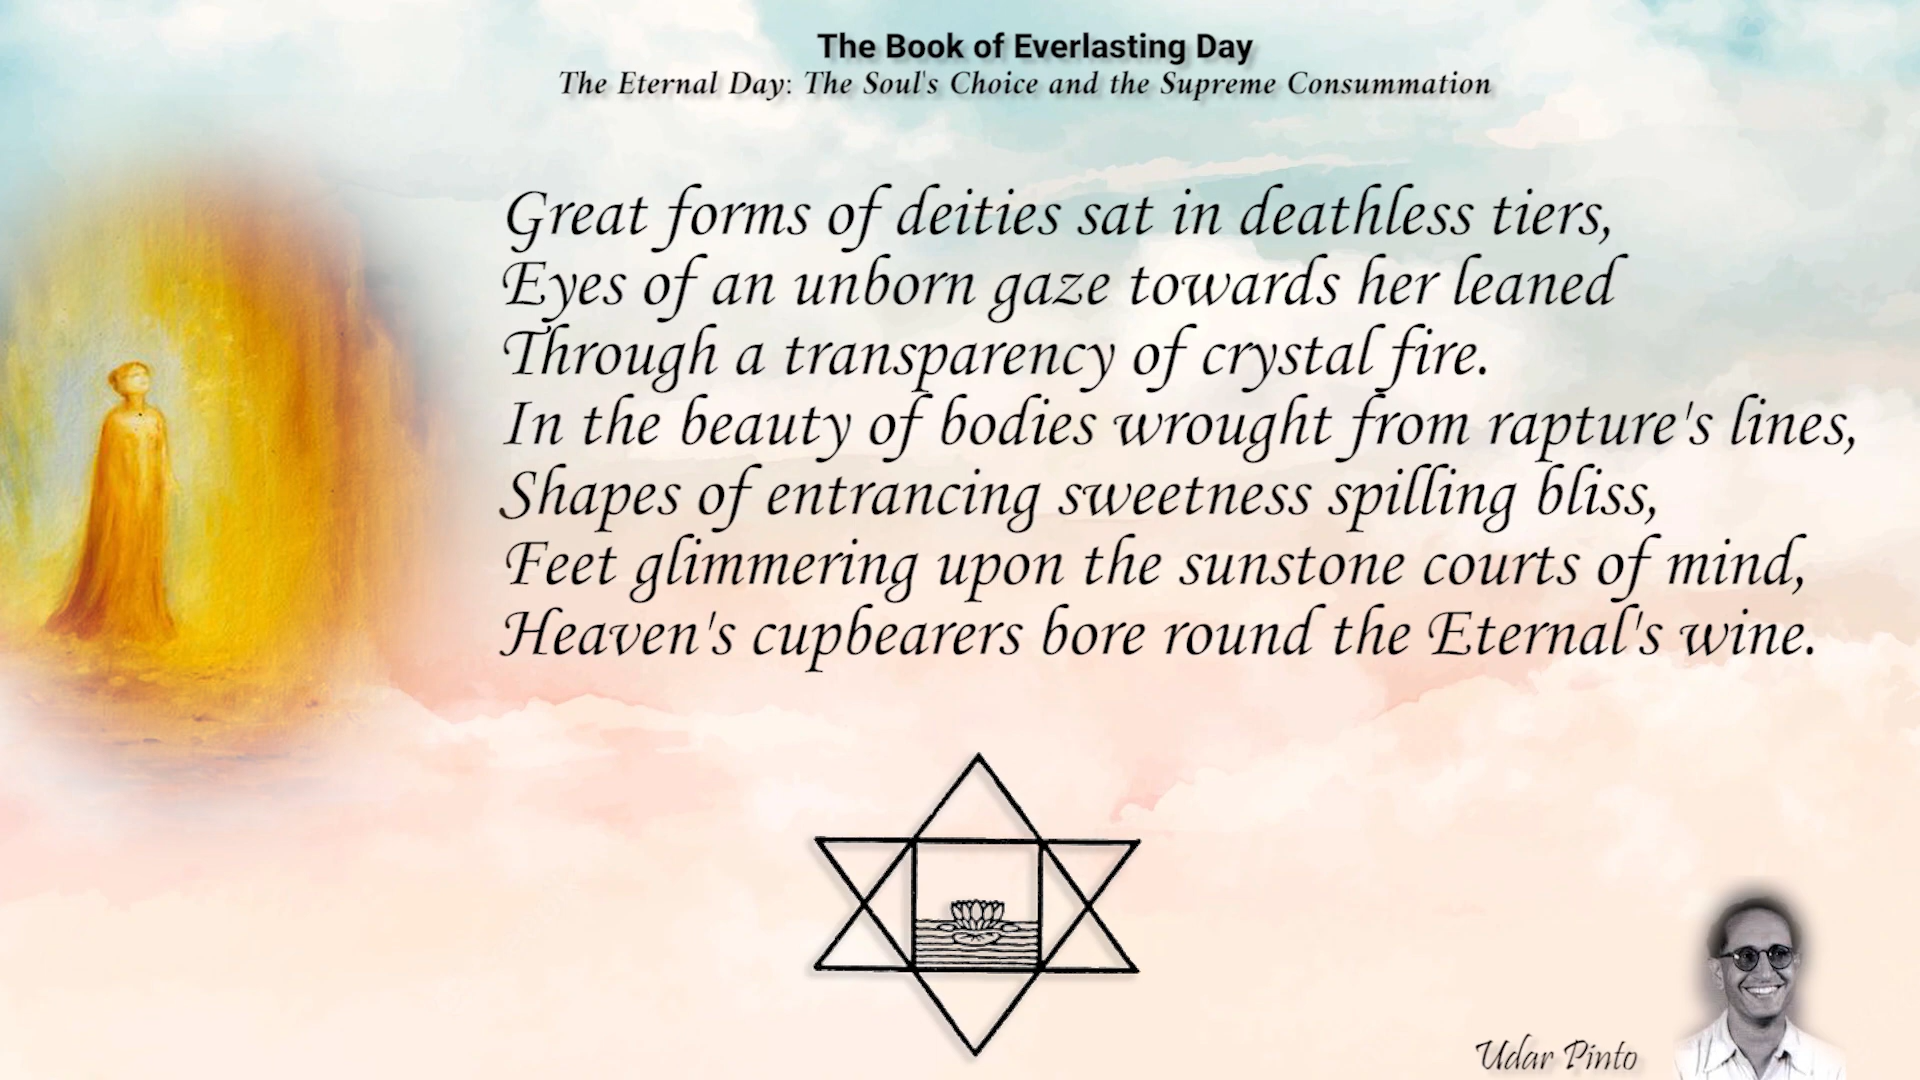 The Book of Everlasting Day
The Eternal Day: The Soul's Choice and the Supreme Consummation
Great forms of deities sat in deathless tiers,
Eyes of an unborn gaze towards her leaned
Through a transparency of crystal fire.
In the beauty of bodies wrought from rapture's lines,
Shapes of entrancing sweetness spilling bliss,
Feet glimmering upon the sunstone courts of mind,
Heaven's cupbearers bore round the Eternal's wine.
Udar Pinto